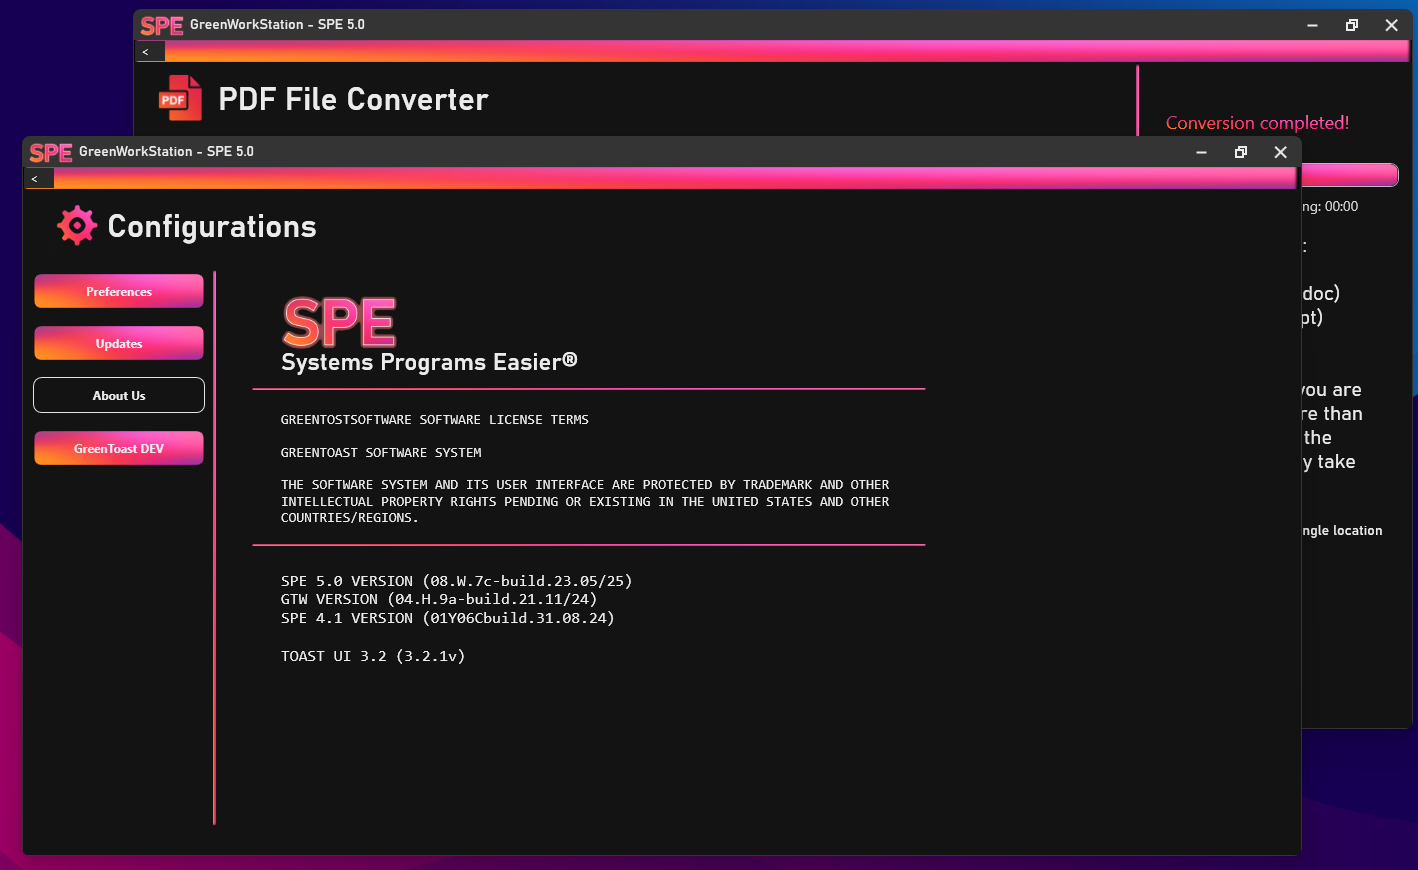 SPE GreenWorkStation - SPE 5.0
<
PDF PDF File Converter
Conversion completed!
SPE GreenWorkStation - SPE 5.0
<
Configurations
ng: 00:00
:
doc)
pt)
you are
re than
the
y take
ngle location
Preferences
Updates
About Us
GreenToast DEV
SPE
Systems Programs Easier®
GREENTOSTSOFTWARE SOFTWARE LICENSE TERMS
GREENTOAST SOFTWARE SYSTEM
THE SOFTWARE SYSTEM AND ITS USER INTERFACE ARE PROTECTED BY TRADEMARK AND OTHER
INTELLECTUAL PROPERTY RIGHTS PENDING OR EXISTING IN THE UNITED STATES AND OTHER
COUNTRIES/REGIONS.
SPE 5.0 VERSION (08.W.7c-build.23.05/25)
GTW VERSION (04.H.9a-build.21.11/24)
SPE 4.1 VERSION (01Y06Cbuild.31.08.24)
TOAST UI 3.2 (3.2.1v)